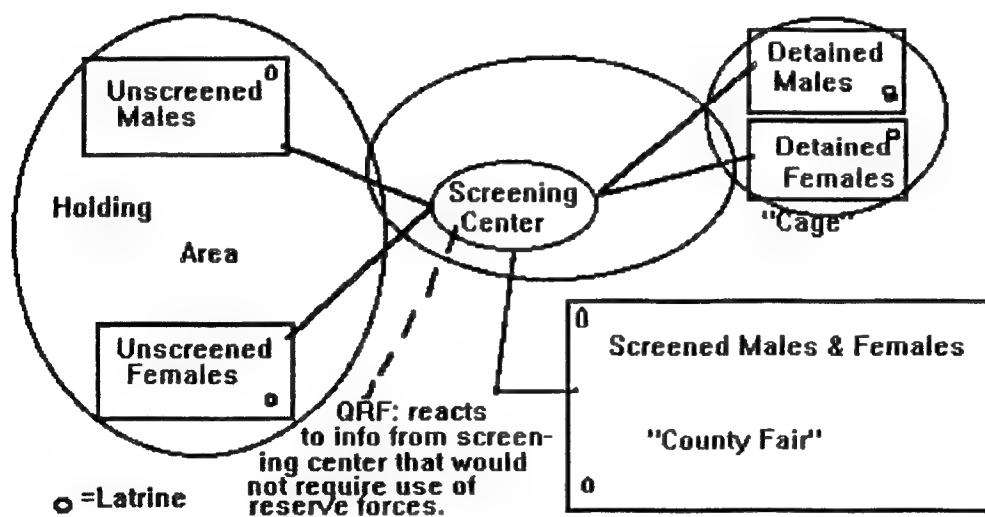 Unscreened
Males
Holding
Area
Unscreened
Females
o =Latrine
Screening
Center
QRF: reacts
to info from screen-
ing center that would
not require use of
reserve forces.
Detained
Males
Detained
Females
"Cage"
Screened Males & Females
"County Fair"